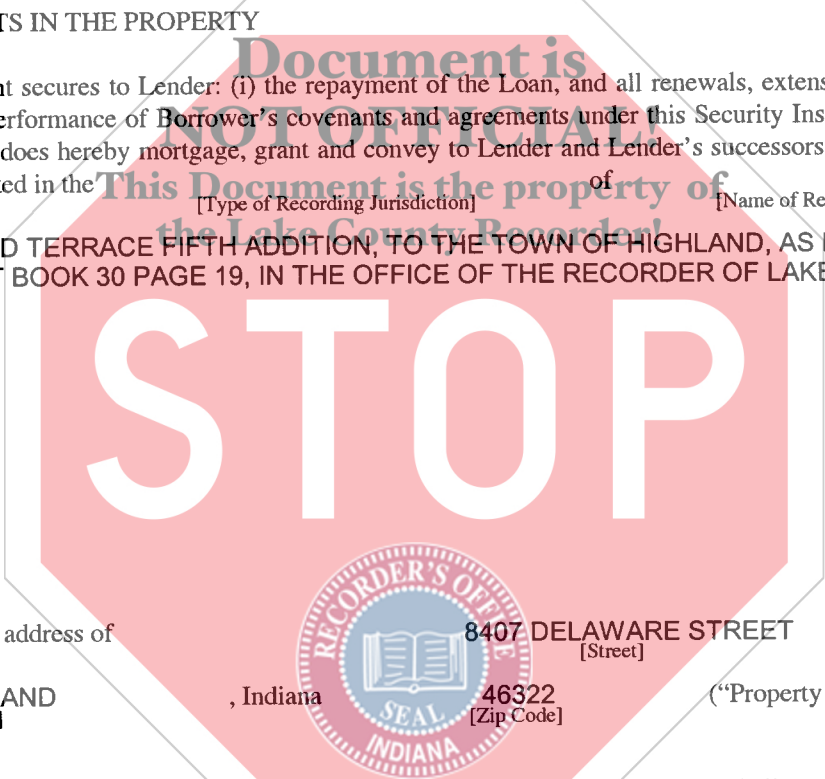 TS IN THE PROPERTY
Document is
nt secures to Lender: (i) the repayment of the Loan, and all renewals, extens
NOT OFFICIAL!
erformance of Borrower's covenants and agreements under this Security Ins
does hereby mortgage, grant and convey to Lender and Lender's successors
ed in the of
This Document is the property of
[Type of Recording Jurisdiction] [Name of Re
the Lake County Recorder!
D TERRACE FIFTH ADDITION, TO THE TOWN OF HIGHLAND, AS
BOOK 30 PAGE 19, IN THE OFFICE OF THE RECORDER OF LAKE
STOP
RECORDER'S OFFICE
SEAL
INDIANA
address of 8407 DELAWARE STREET
[Street]
AND , Indiana 46322 ("Property
[Zip Code]